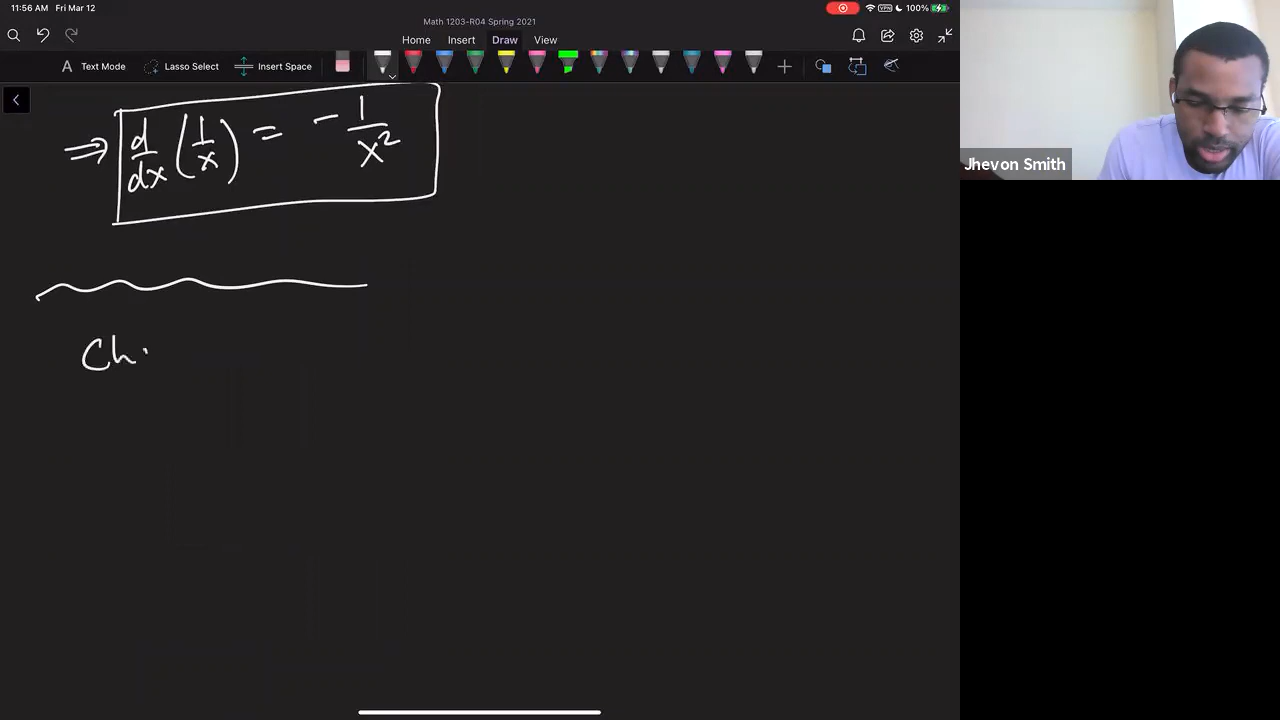 11:56 AM Fri Mar 12
VPN 100%
Math 1203-R04 Spring 2021
Home Insert Draw View
A Text Mode Lasso Select Insert Space
⇒ d/dx (1/x) = - 1/x²
Ch.
Jhevon Smith